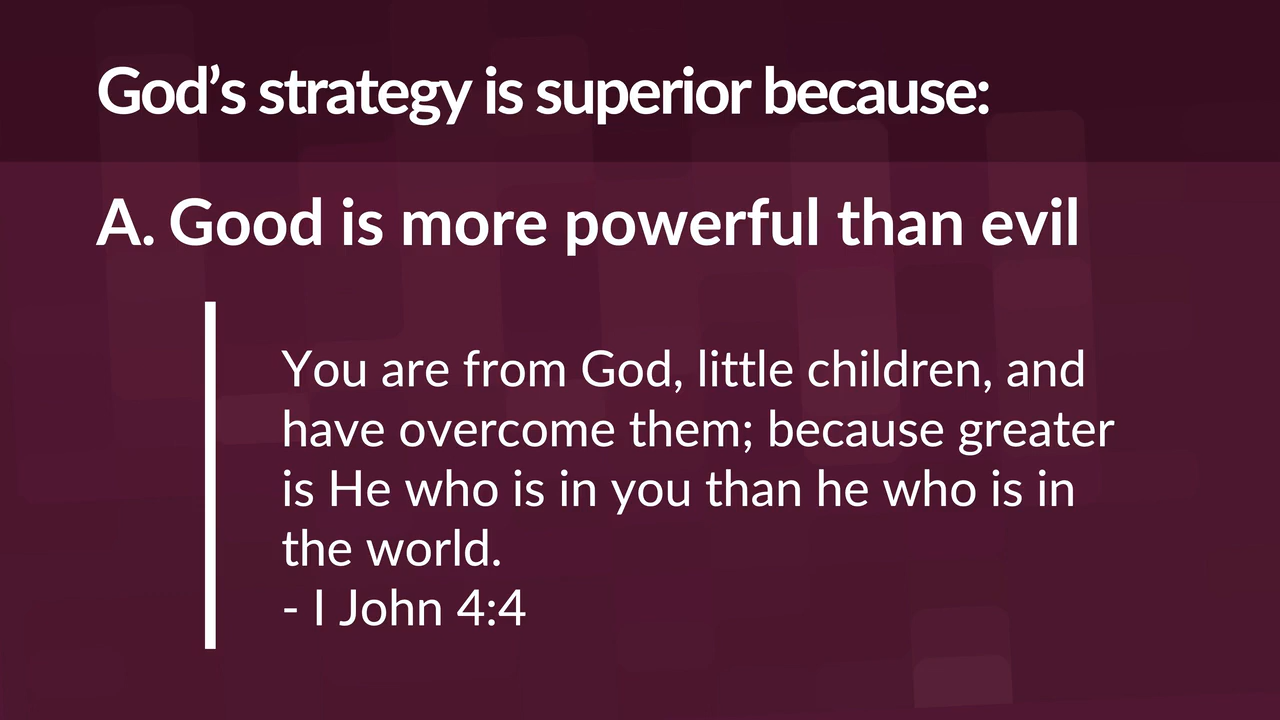 God’s strategy is superior because:
A. Good is more powerful than evil
You are from God, little children, and
have overcome them; because greater
is He who is in you than he who is in
the world.
- I John 4:4